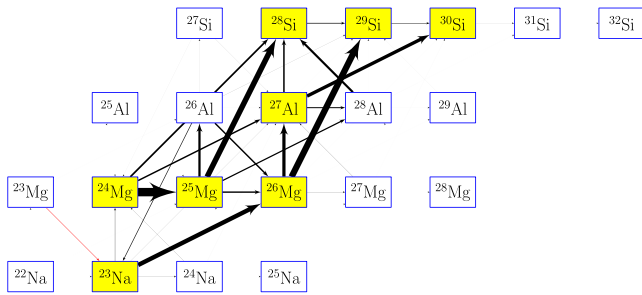 ²⁷Si ²⁸Si ²⁹Si ³⁰Si ³¹Si ³²Si
²⁵Al ²⁶Al ²⁷Al ²⁸Al ²⁹Al
²³Mg ²⁴Mg ²⁵Mg ²⁶Mg ²⁷Mg ²⁸Mg
²²Na ²³Na ²⁴Na ²⁵Na